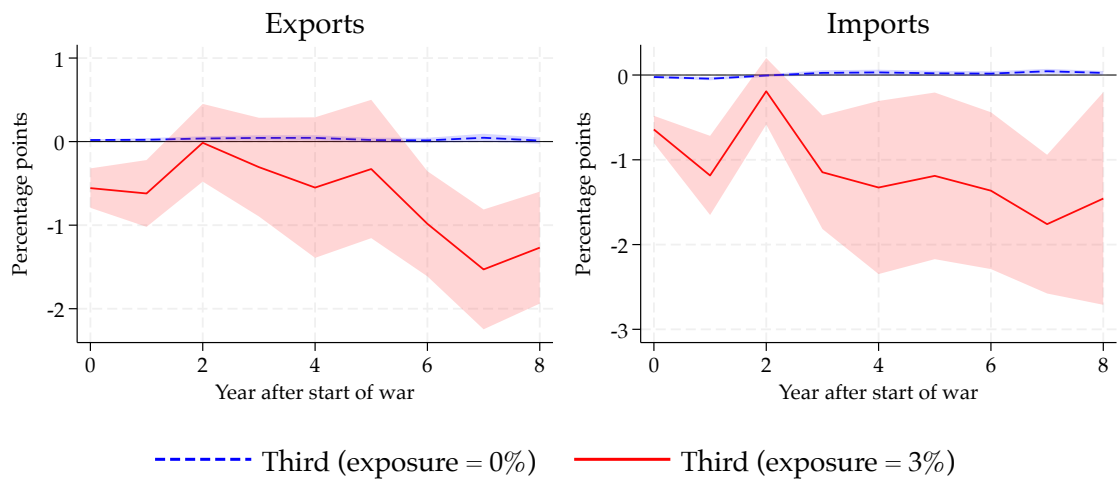 Exports
Percentage points
1
0
-1
-2
0 2 4 6 8
Year after start of war
Imports
Percentage points
0
-1
-2
-3
0 2 4 6 8
Year after start of war
Third (exposure = 0%) Third (exposure = 3%)